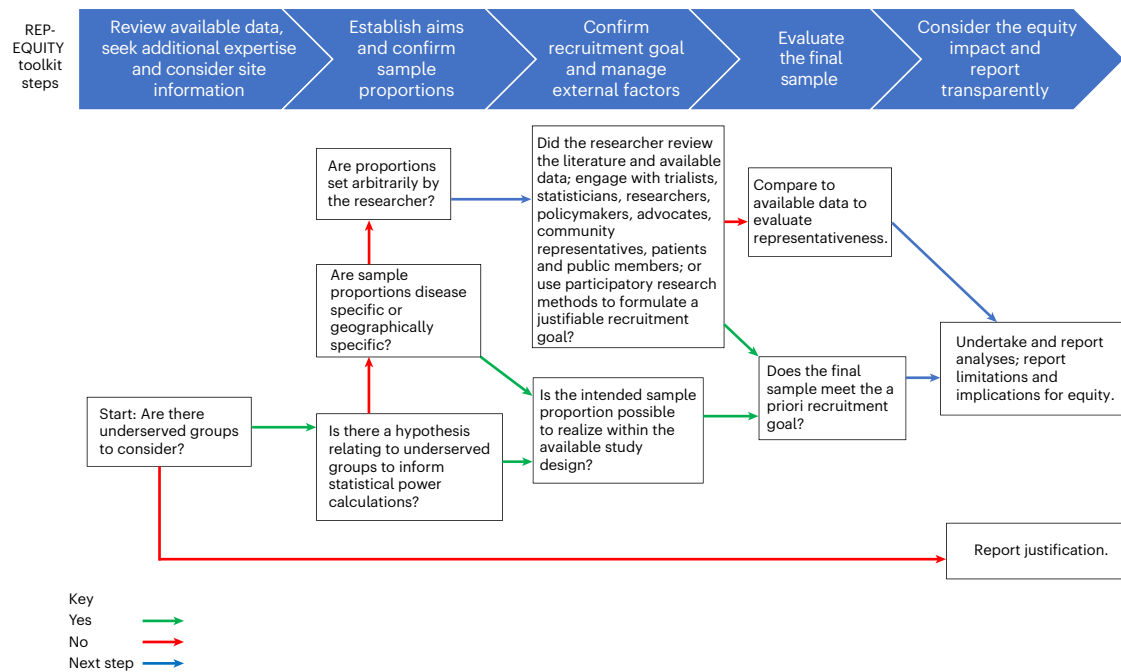 REP-
EQUITY
toolkit
steps
Review available data,
seek additional expertise
and consider site
information
Establish aims
and confirm
sample
proportions
Confirm
recruitment goal
and manage
external factors
Evaluate
the final
sample
Consider the equity
impact and
report
transparently
Are proportions
set arbitrarily by
the researcher?
Did the researcher review
the literature and available
data; engage with trialists,
statisticians, researchers,
policymakers, advocates,
community
representatives, patients
and public members; or
use participatory research
methods to formulate a
justifiable recruitment
goal?
Compare to
available data to
evaluate
representativeness.
Are sample
proportions disease
specific or
geographically
specific?
Undertake and report
analyses; report
limitations and
implications for equity.
Does the final
sample meet the a
priori recruitment
goal?
Is the intended sample
proportion possible
to realize within the
available study
design?
Start: Are there
underserved groups
to consider?
Is there a hypothesis
relating to underserved
groups to inform
statistical power
calculations?
Report justification.
Key
Yes
No
Next step